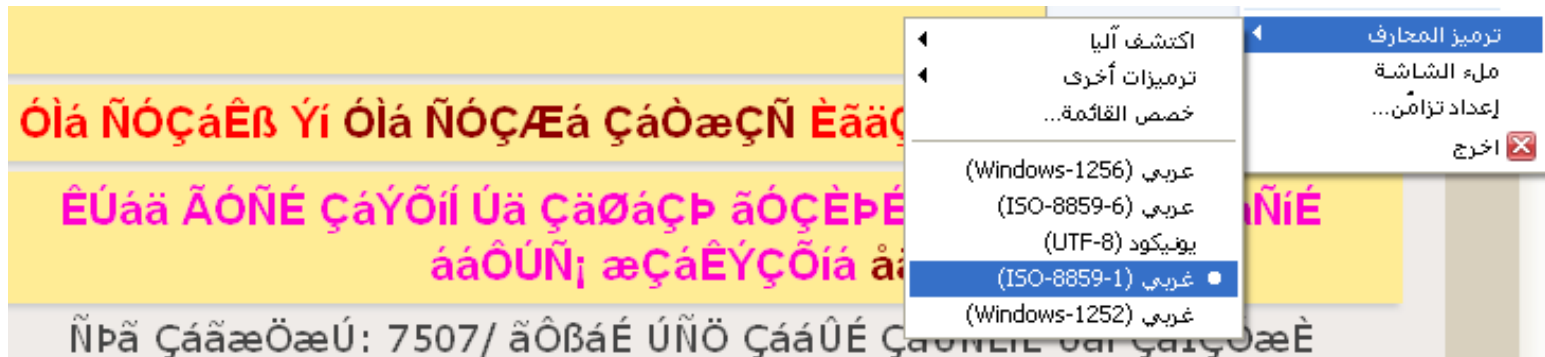 ترميز المحارف
ملء الشاشة
إعداد تزامُن...
اخرج
اكتشف آليا
ترميزات أخرى
خصص القائمة...
عربي (Windows-1256)
عربي (ISO-8859-6)
يونيكود (UTF-8)
غربي (ISO-8859-1)
غربي (Windows-1252)
ÓÌá ÑÓÇáÊß Ýí ÓÌá ÑÓÇÆá ÇáÒæÇÑ
ÊÚáä ÃÓÑÉ ÇáÝÕíÍ Úä ÇäØáÇÞ ãÓÇÈÞÉ
ááÔÚÑ¡ æÇáÊÝÇÕíá
ÑÞã ÇáãæÖæÚ: 7507/ ãÔßáÉ ÚÑÖ ÇááÛÉ